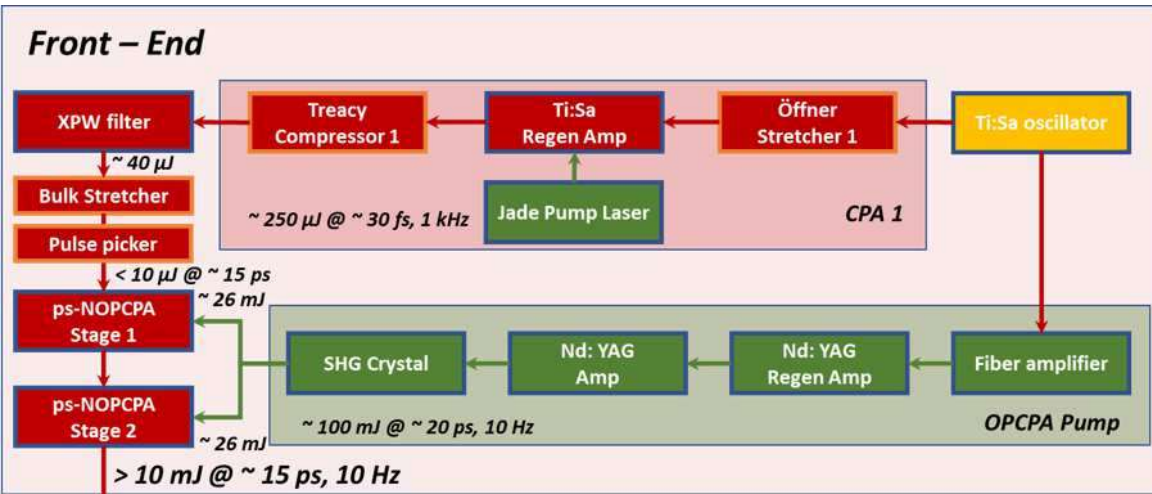 Front – End
XPW filter
Treacy
Compressor 1
Ti:Sa
Regen Amp
Öffner
Stretcher 1
Ti:Sa oscillator
~ 40 µJ
Bulk Stretcher
Jade Pump Laser
~ 250 µJ @ ~ 30 fs, 1 kHz
CPA 1
Pulse picker
< 10 µJ @ ~ 15 ps
~ 26 mJ
ps-NOPCPA
Stage 1
SHG Crystal
Nd: YAG
Amp
Nd: YAG
Regen Amp
Fiber amplifier
ps-NOPCPA
Stage 2
~ 26 mJ
~ 100 mJ @ ~ 20 ps, 10 Hz
OPCPA Pump
> 10 mJ @ ~ 15 ps, 10 Hz